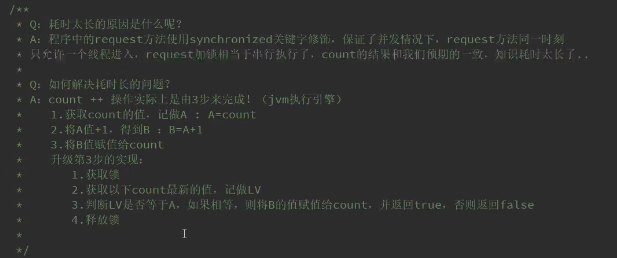 /**
* Q：耗时太长的原因是什么呢？
* A：程序中的request方法使用synchronized关键字修饰，保证了并发情况下，request方法同一时刻
* 只允许一个线程进入，request加锁相当于串行执行了，count的结果和我们预期的一致，知识耗时太长了..
*
* Q：如何解决耗时长的问题？
* A：count ++ 操作实际上是由3步来完成！（jvm执行引擎）
* 1.获取count的值，记做A : A=count
* 2.将A值+1，得到B : B=A+1
* 3.将B值赋值给count
* 升级第3步的实现：
* 1.获取锁
* 2.获取以下count最新的值，记做LV
* 3.判断LV是否等于A，如果相等，则将B的值赋值给count，并返回true，否则返回false
* 4.释放锁
*
*/